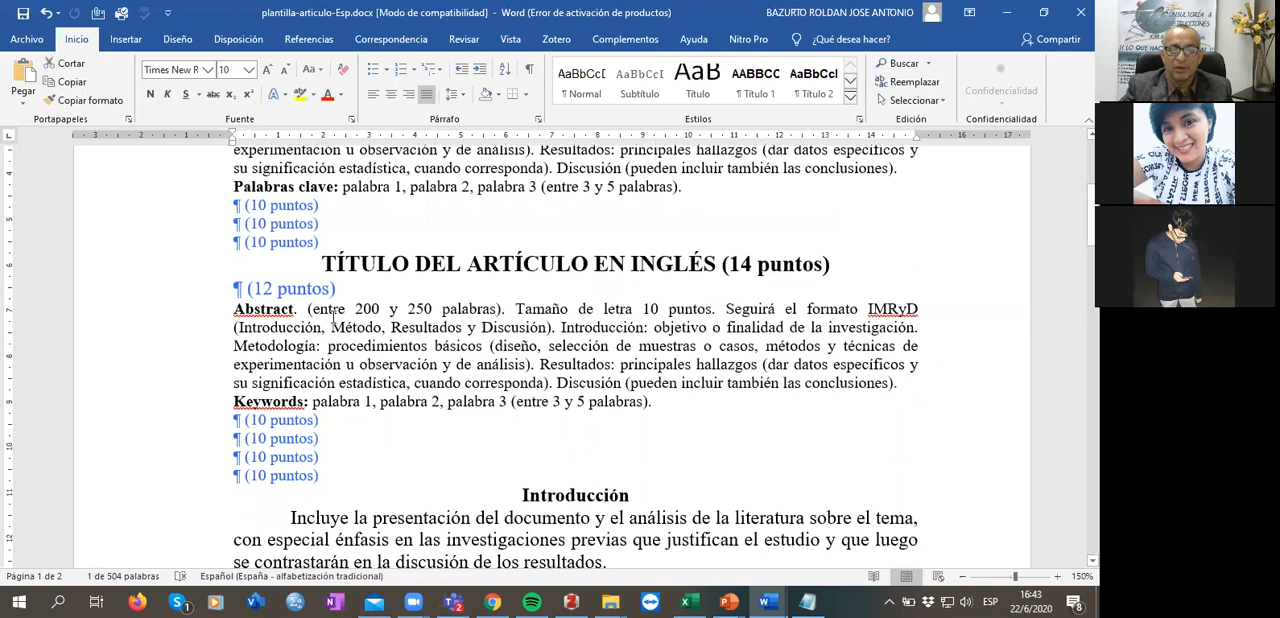 plantilla-articulo-Esp.docx [Modo de compatibilidad] - Word (Error de activación de productos)
BAZURTO ROLDAN JOSE ANTONIO
Archivo Inicio Insertar Diseño Disposición Referencias Correspondencia Revisar Vista Zotero Complementos Ayuda Nitro Pro ¿Qué desea hacer? Compartir
Pegar
Cortar
Copiar
Copiar formato
Portapapeles
Times New R 10
N K S abc x₂ x²
Fuente
Párrafo
AaBbCcI AaBbCcI AaB AABBCC AaBbCcl
¶ Normal Subtítulo Título ¶ Título 1 ¶ Título 2
Estilos
Buscar
Reemplazar
Seleccionar
Edición
Confidencialidad
Confidencialidad
experimentación u observación y de análisis). Resultados: principales hallazgos (dar datos específicos y
su significación estadística, cuando corresponda). Discusión (pueden incluir también las conclusiones).
Palabras clave: palabra 1, palabra 2, palabra 3 (entre 3 y 5 palabras).
¶ (10 puntos)
¶ (10 puntos)
¶ (10 puntos)
TÍTULO DEL ARTÍCULO EN INGLÉS (14 puntos)
¶ (12 puntos)
Abstract. (entre 200 y 250 palabras). Tamaño de letra 10 puntos. Seguirá el formato IMRyD
(Introducción, Método, Resultados y Discusión). Introducción: objetivo o finalidad de la investigación.
Metodología: procedimientos básicos (diseño, selección de muestras o casos, métodos y técnicas de
experimentación u observación y de análisis). Resultados: principales hallazgos (dar datos específicos y
su significación estadística, cuando corresponda). Discusión (pueden incluir también las conclusiones).
Keywords: palabra 1, palabra 2, palabra 3 (entre 3 y 5 palabras).
¶ (10 puntos)
¶ (10 puntos)
¶ (10 puntos)
¶ (10 puntos)
Introducción
Incluye la presentación del documento y el análisis de la literatura sobre el tema,
con especial énfasis en las investigaciones previas que justifican el estudio y que luego
se contrastarán en la discusión de los resultados.
Página 1 de 2 1 de 504 palabras Español (España - alfabetización tradicional) 150%
ESP
16:43
22/6/2020